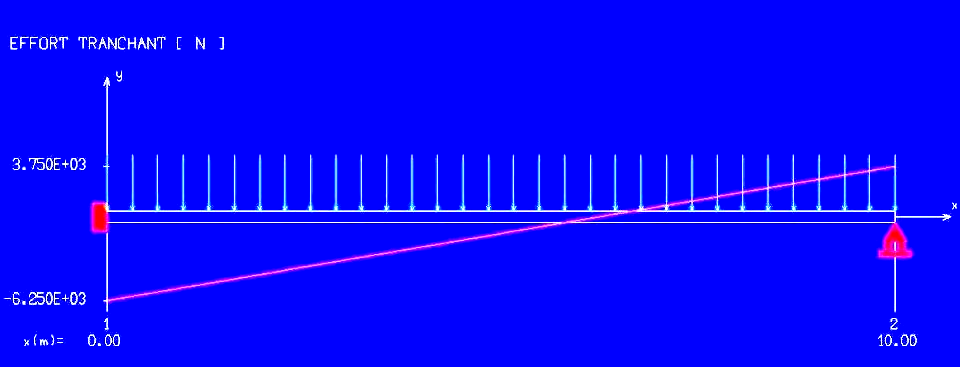 EFFORT TRANCHANT [ N ]
y
3.750E+03
x
-6.250E+03
1 2
x(m)= 0.00 10.00